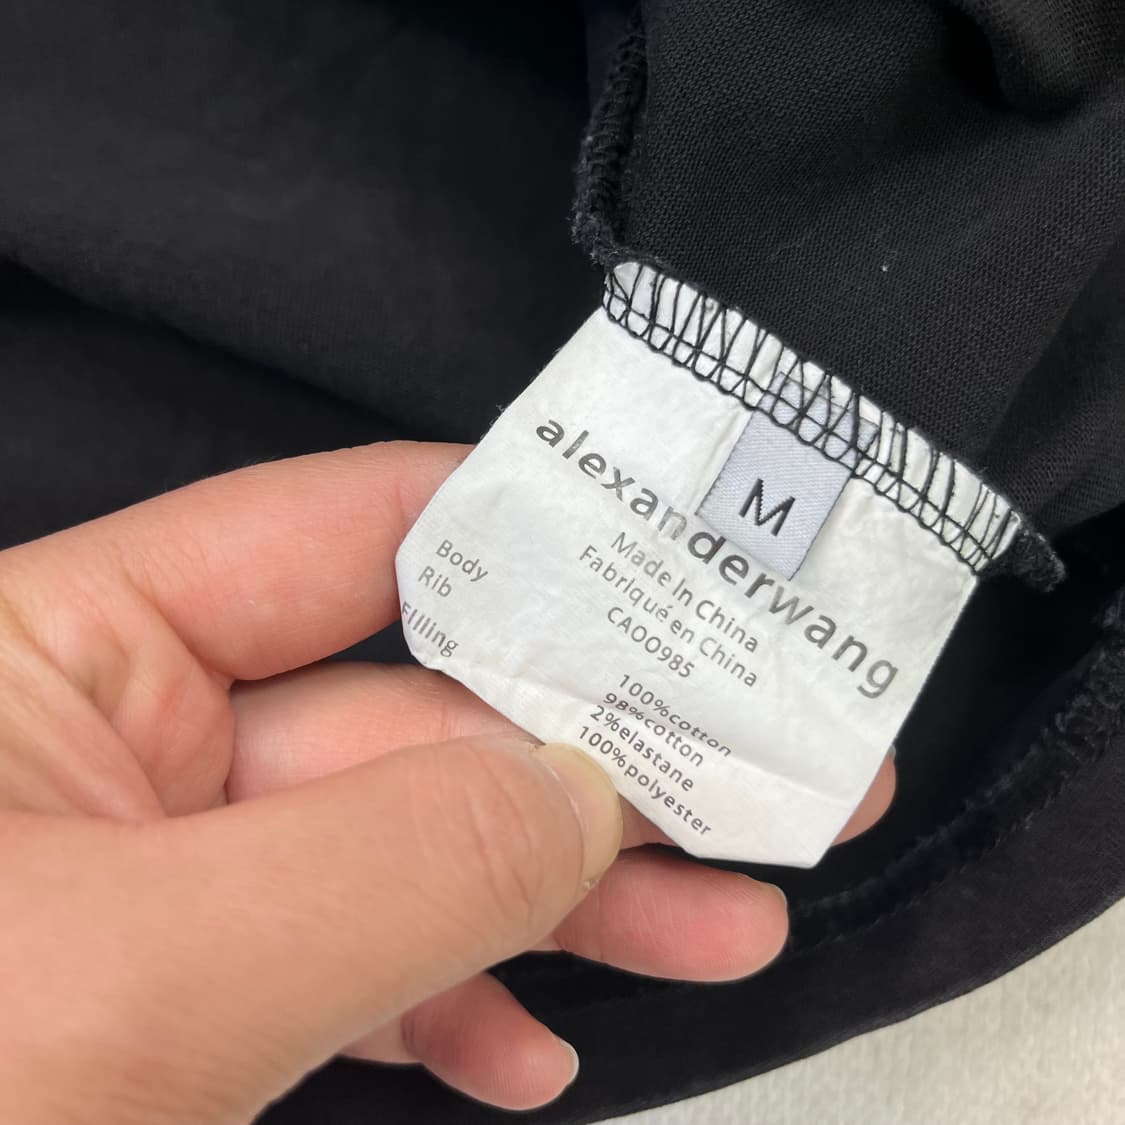 alexanderwang
M
Made In China
Fabriqué en China
CA00985
Body 100%cotton
Rib 98%cotton
2%elastane
Filling 100%polyester